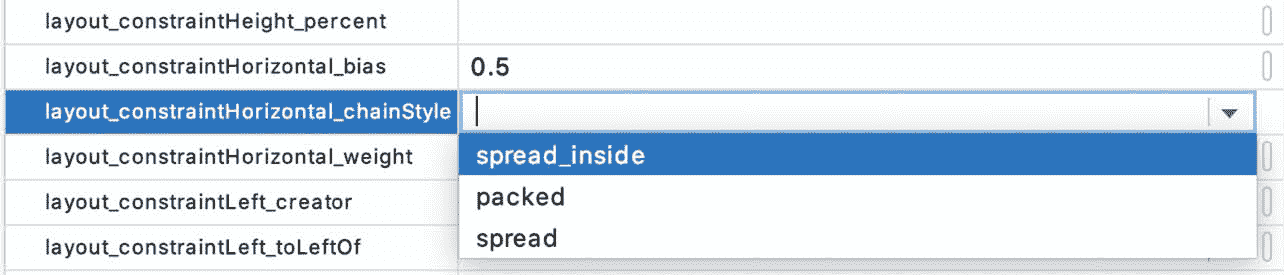 layout_constraintHeight_percent
layout_constraintHorizontal_bias 0.5
layout_constraintHorizontal_chainStyle
spread_inside
layout_constraintHorizontal_weight
packed
layout_constraintLeft_creator
spread
layout_constraintLeft_toLeftOf